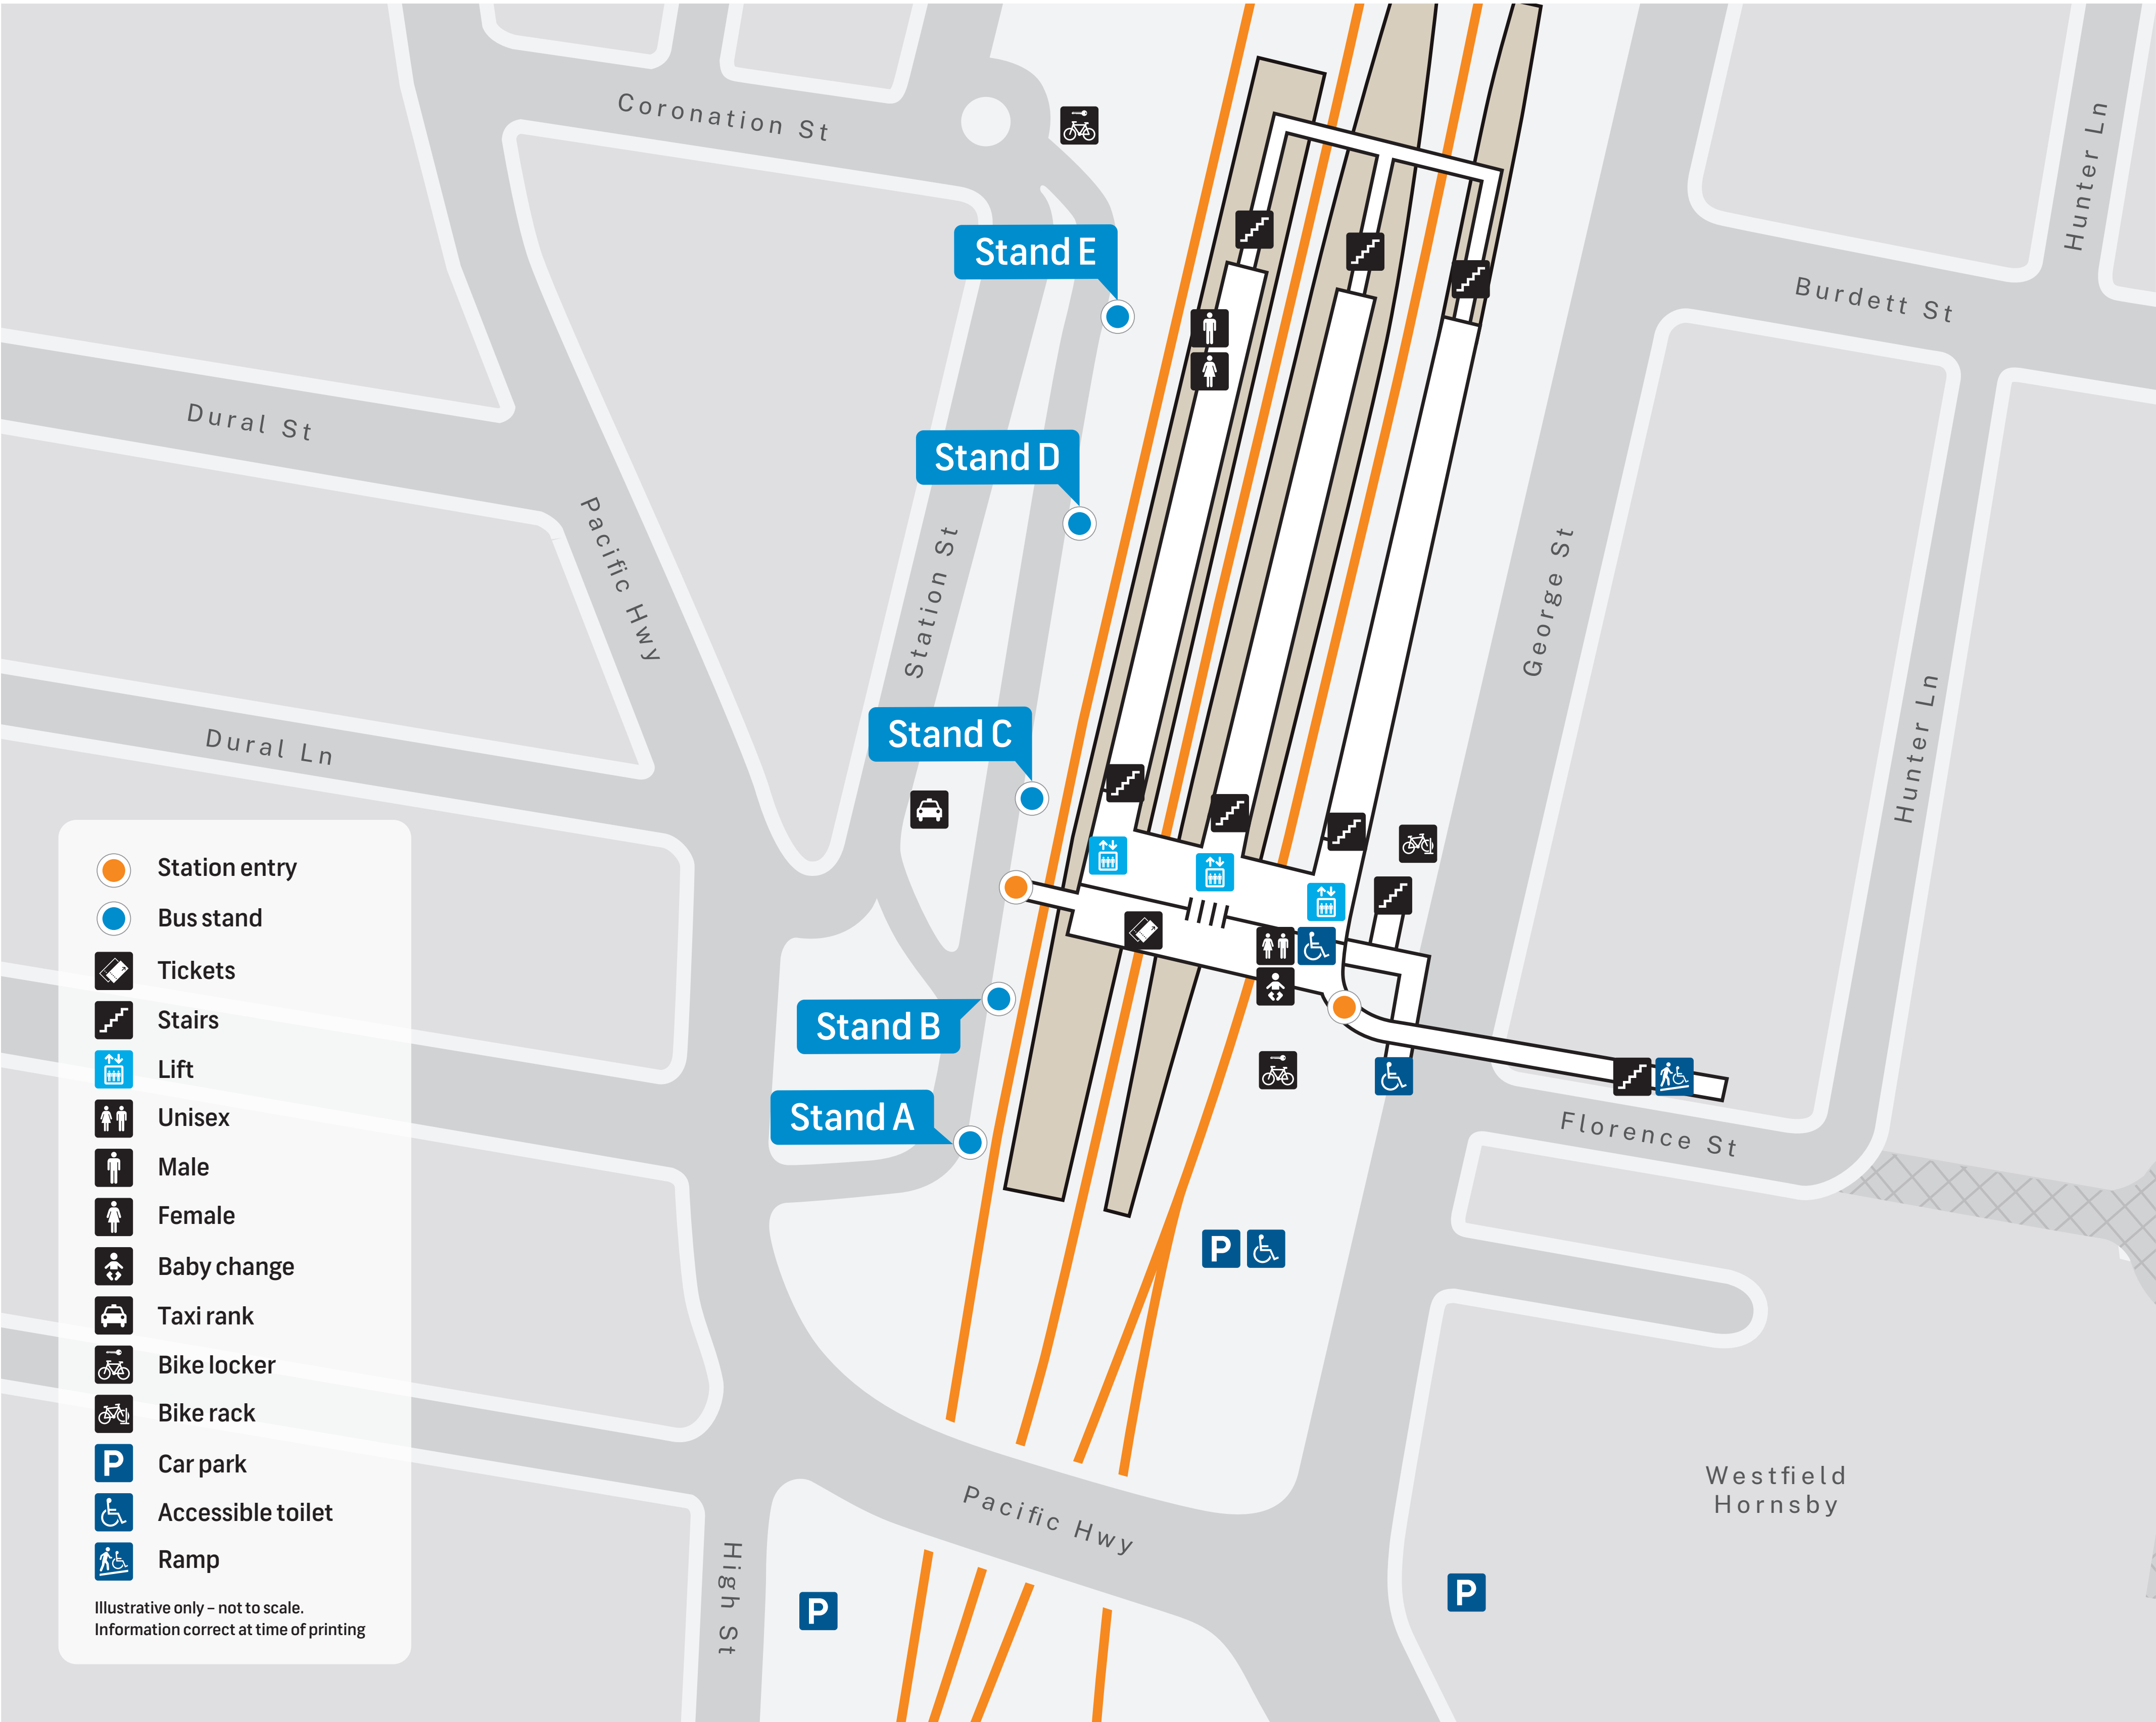 Coronation St
Hunter Ln
Stand E
Burdett St
Dural St
Stand D
Pacific Hwy
Station St
George St
Stand C
Dural Ln
Hunter Ln
Stand B
Stand A
Florence St
Station entry
Bus stand
Tickets
Stairs
Lift
Unisex
Male
Female
Baby change
Taxi rank
Bike locker
Bike rack
P Car park
Accessible toilet
Ramp
Illustrative only – not to scale.
Information correct at time of printing
P
Westfield
Hornsby
Pacific Hwy
High St
P
P